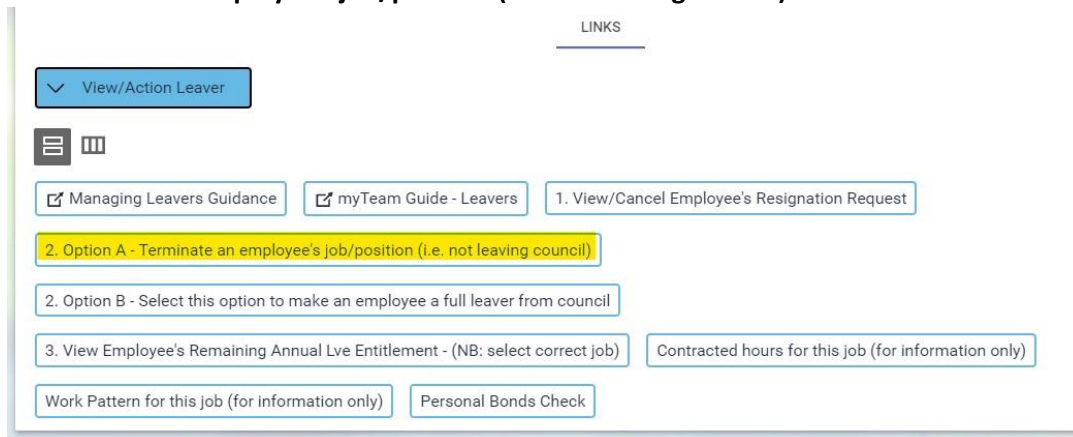 LINKS
View/Action Leaver
Managing Leavers Guidance
myTeam Guide - Leavers
1. View/Cancel Employee's Resignation Request
2. Option A - Terminate an employee's job/position (i.e. not leaving council)
2. Option B - Select this option to make an employee a full leaver from council
3. View Employee's Remaining Annual Lve Entitlement - (NB: select correct job)
Contracted hours for this job (for information only)
Work Pattern for this job (for information only)
Personal Bonds Check